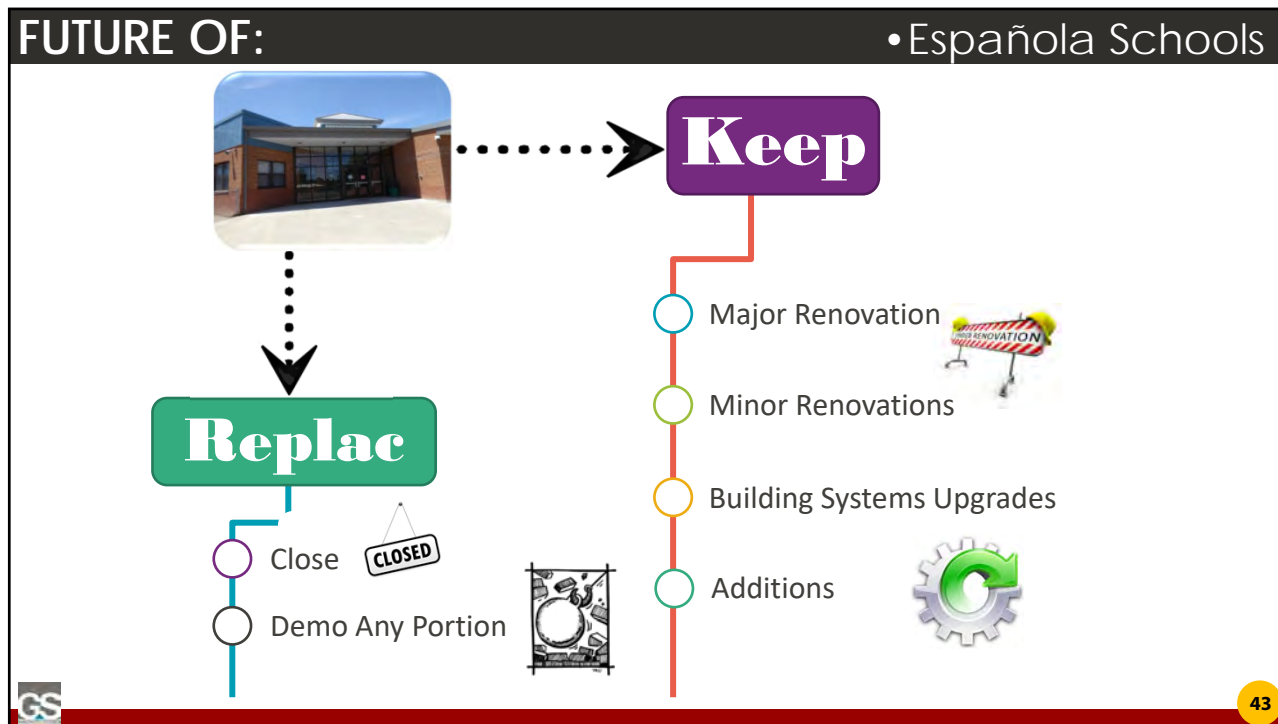 FUTURE OF:
•Española Schools
Keep
Major Renovation
UNDER RENOVATION
Minor Renovations
Replac
Building Systems Upgrades
Close
CLOSED
Additions
Demo Any Portion
GS
43